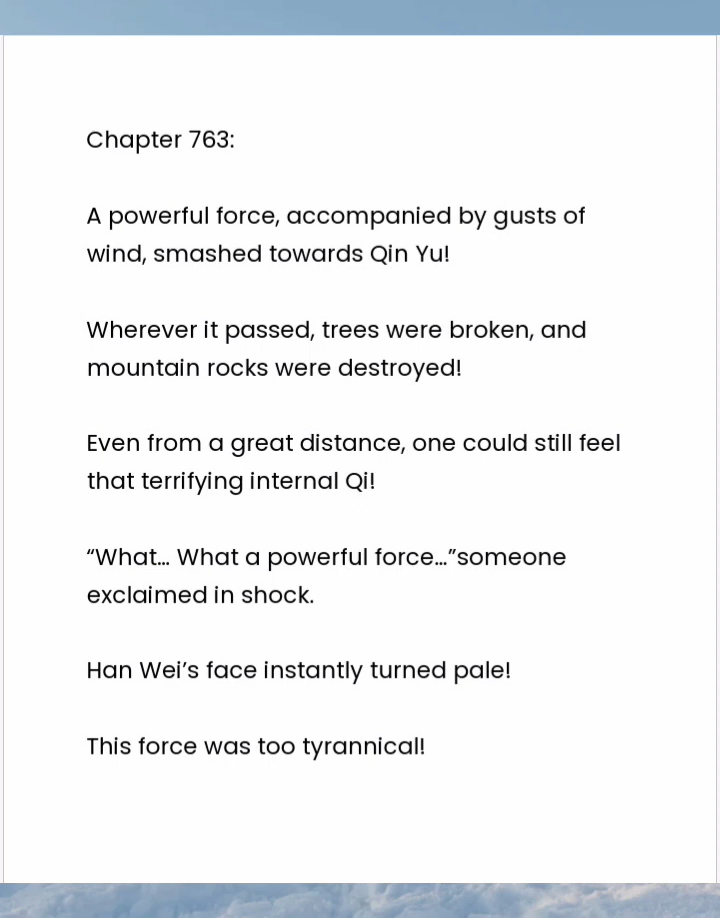 Chapter 763:
A powerful force, accompanied by gusts of
wind, smashed towards Qin Yu!
Wherever it passed, trees were broken, and
mountain rocks were destroyed!
Even from a great distance, one could still feel
that terrifying internal Qi!
“What... What a powerful force...”someone
exclaimed in shock.
Han Wei’s face instantly turned pale!
This force was too tyrannical!